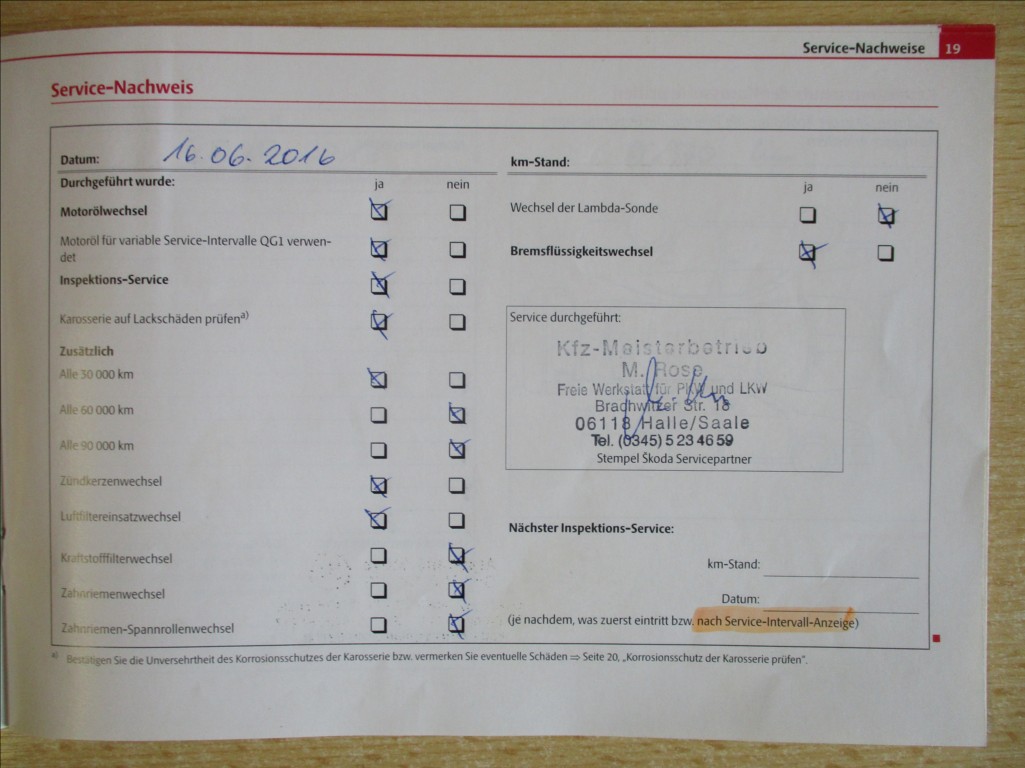 Service-Nachweise 19
Service-Nachweis
Datum: 16.06.2016
Durchgeführt wurde: ja nein
Motorölwechsel
Motoröl für variable Service-Intervalle QG1 verwen-
det
Inspektions-Service
Karosserie auf Lackschäden prüfen a)
Zusätzlich
Alle 30 000 km
Alle 60 000 km
Alle 90 000 km
Zündkerzenwechsel
Luftfiltereinsatzwechsel
Kraftstofffilterwechsel
Zahnriemenwechsel
Zahnriemen-Spannrollenwechsel
km-Stand:
ja nein
Wechsel der Lambda-Sonde
Bremsflüssigkeitswechsel
Service durchgeführt:
Kfz-Meisterbetrieb
M. Rose
Freie Werkstatt für PKW und LKW
Brachwitzer Str. 18
06118 Halle/Saale
Tel. (0345) 5 23 46 59
Stempel Škoda Servicepartner
Nächster Inspektions-Service:
km-Stand:
Datum:
(je nachdem, was zuerst eintritt bzw. nach Service-Intervall-Anzeige)
a) Bestätigen Sie die Unversehrtheit des Korrosionsschutzes der Karosserie bzw. vermerken Sie eventuelle Schäden ⇒ Seite 20, „Korrosionsschutz der Karosserie prüfen“.